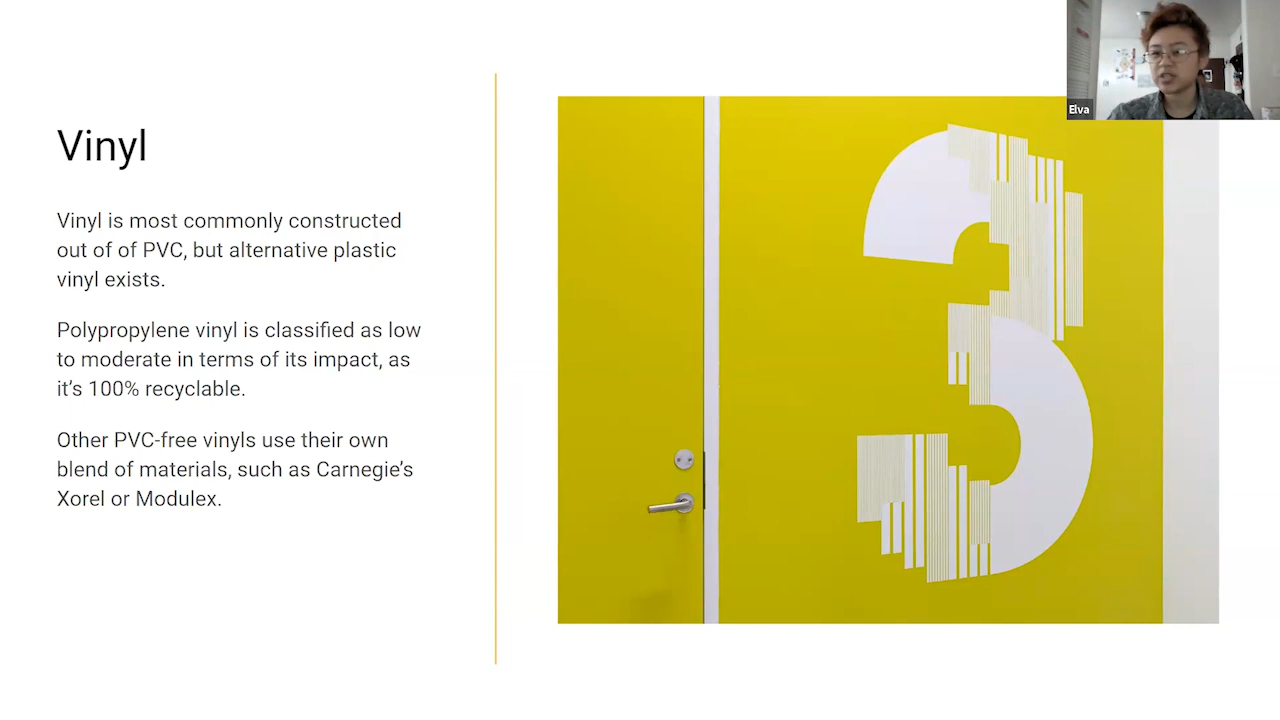 Vinyl
Vinyl is most commonly constructed
out of of PVC, but alternative plastic
vinyl exists.
Polypropylene vinyl is classified as low
to moderate in terms of its impact, as
it's 100% recyclable.
Other PVC-free vinyls use their own
blend of materials, such as Carnegie's
Xorel or Modulex.
3
Elva